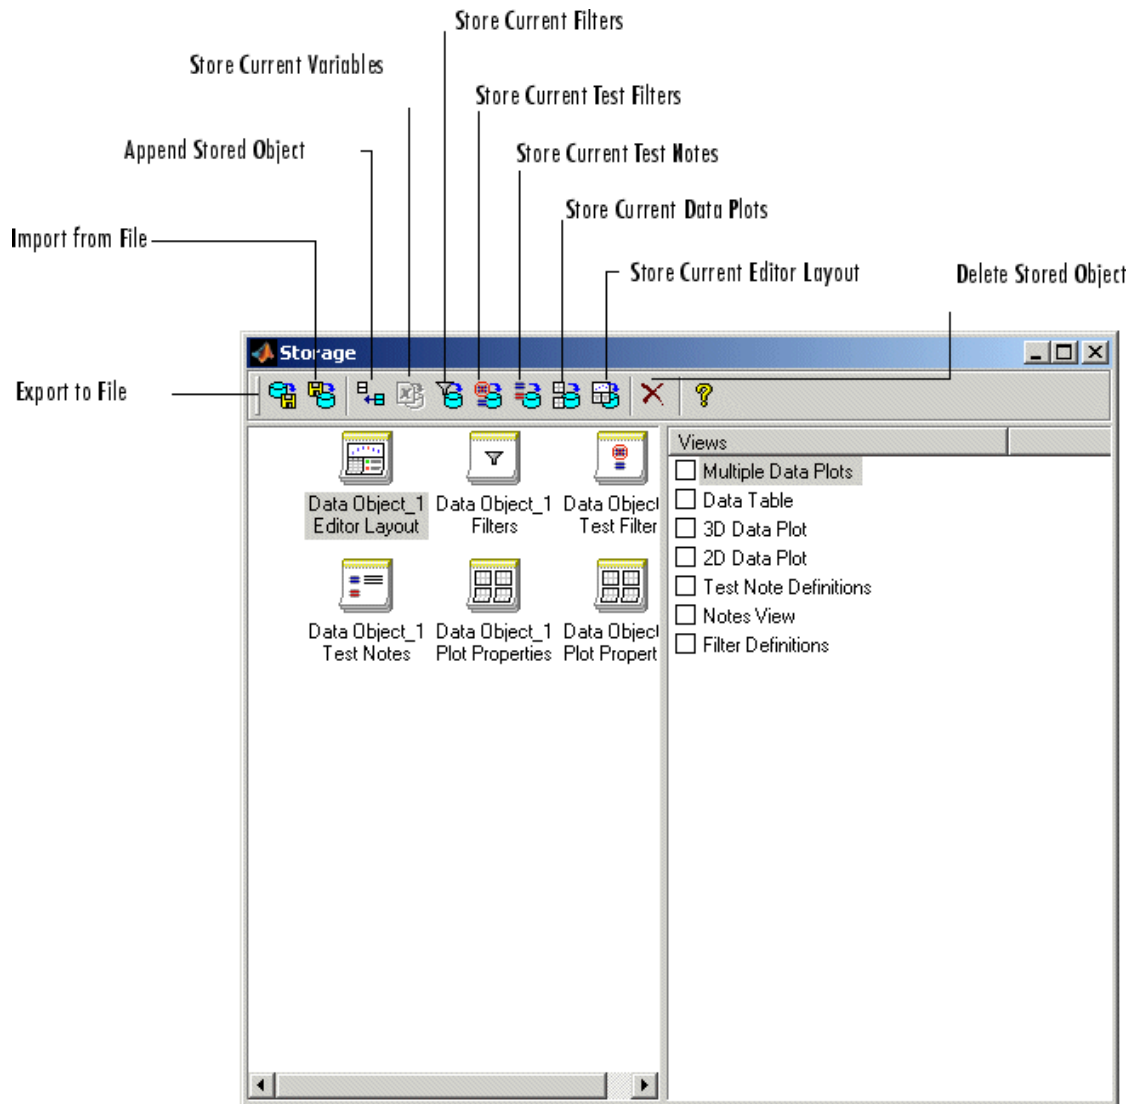 Store Current Filters
Store Current Variables
Store Current Test Filters
Append Stored Object
Store Current Test Notes
Store Current Data Plots
Import from File
Store Current Editor Layout
Delete Stored Object
Storage
Export to File
Views
Multiple Data Plots
Data Table
3D Data Plot
2D Data Plot
Test Note Definitions
Notes View
Filter Definitions
Data Object_1
Editor Layout
Data Object_1
Filters
Data Object
Test Filter
Data Object_1
Test Notes
Data Object_1
Plot Properties
Data Object
Plot Propert